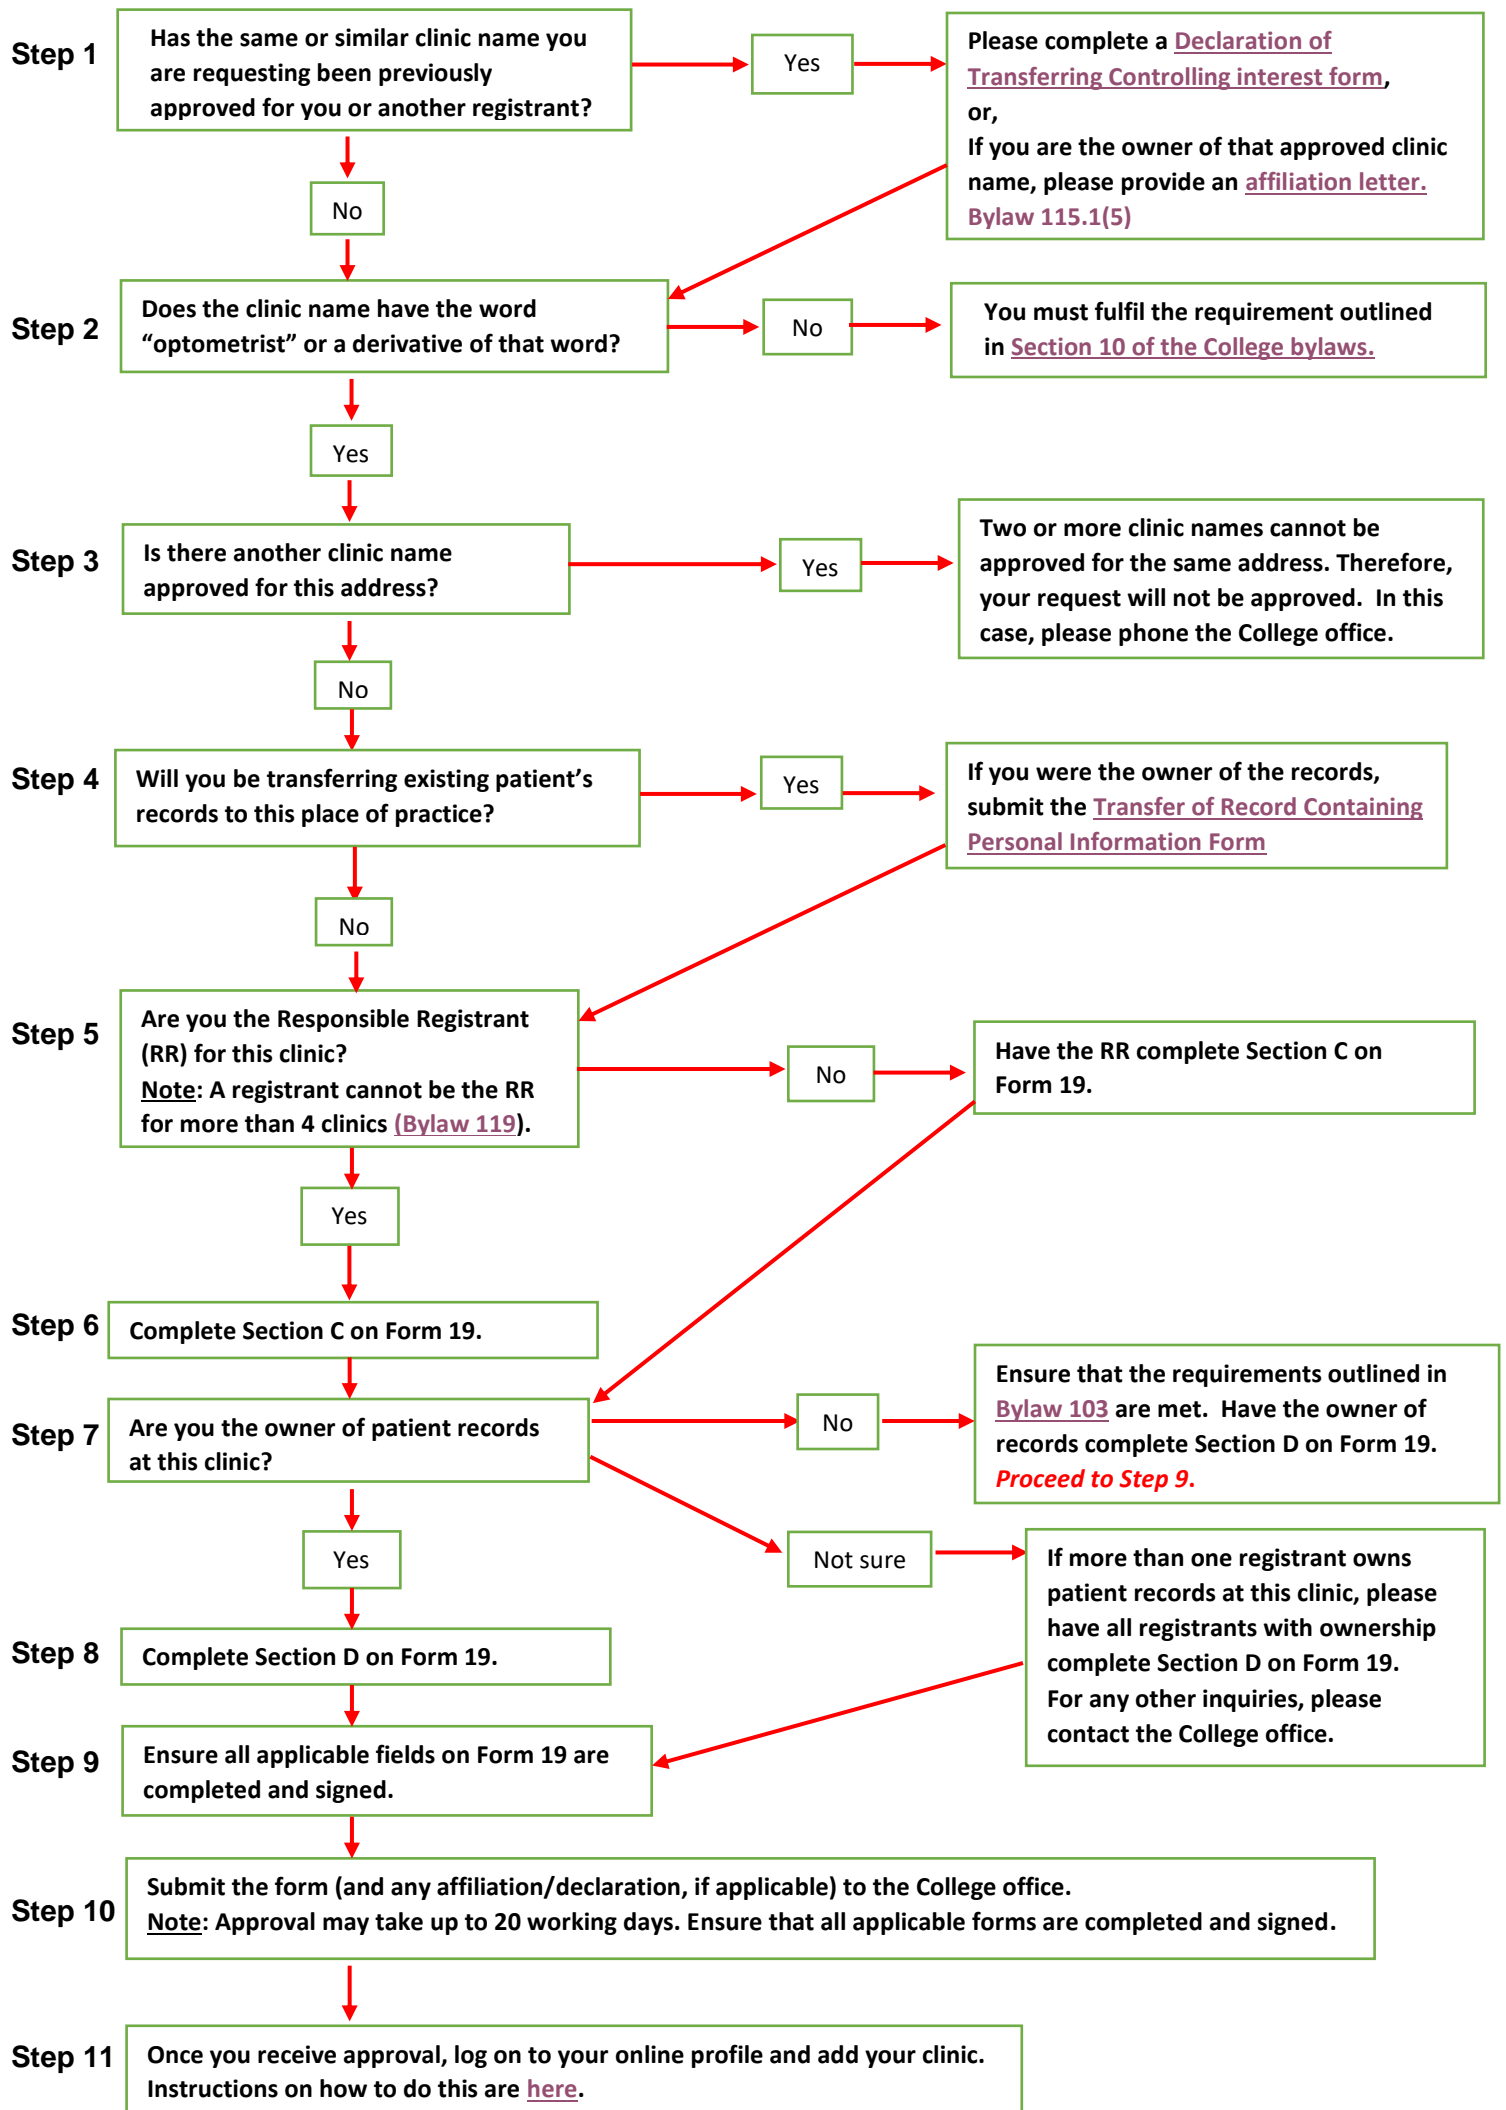 Step 1
Has the same or similar clinic name you
are requesting been previously
approved for you or another registrant?
Yes
Please complete a Declaration of
Transferring Controlling interest form,
or,
If you are the owner of that approved clinic
name, please provide an affiliation letter.
Bylaw 115.1(5)
No
Step 2
Does the clinic name have the word
“optometrist” or a derivative of that word?
No
You must fulfil the requirement outlined
in Section 10 of the College bylaws.
Yes
Step 3
Is there another clinic name
approved for this address?
Yes
Two or more clinic names cannot be
approved for the same address. Therefore,
your request will not be approved.  In this
case, please phone the College office.
No
Step 4
Will you be transferring existing patient’s
records to this place of practice?
Yes
If you were the owner of the records,
submit the Transfer of Record Containing
Personal Information Form
No
Step 5
Are you the Responsible Registrant
(RR) for this clinic?
Note: A registrant cannot be the RR
for more than 4 clinics (Bylaw 119).
No
Have the RR complete Section C on
Form 19.
Yes
Step 6
Complete Section C on Form 19.
Step 7
Are you the owner of patient records
at this clinic?
No
Ensure that the requirements outlined in
Bylaw 103 are met.  Have the owner of
records complete Section D on Form 19.
Proceed to Step 9.
Yes
Not sure
If more than one registrant owns
patient records at this clinic, please
have all registrants with ownership
complete Section D on Form 19.
For any other inquiries, please
contact the College office.
Step 8
Complete Section D on Form 19.
Step 9
Ensure all applicable fields on Form 19 are
completed and signed.
Step 10
Submit the form (and any affiliation/declaration, if applicable) to the College office.
Note: Approval may take up to 20 working days. Ensure that all applicable forms are completed and signed.
Step 11
Once you receive approval, log on to your online profile and add your clinic.
Instructions on how to do this are here.